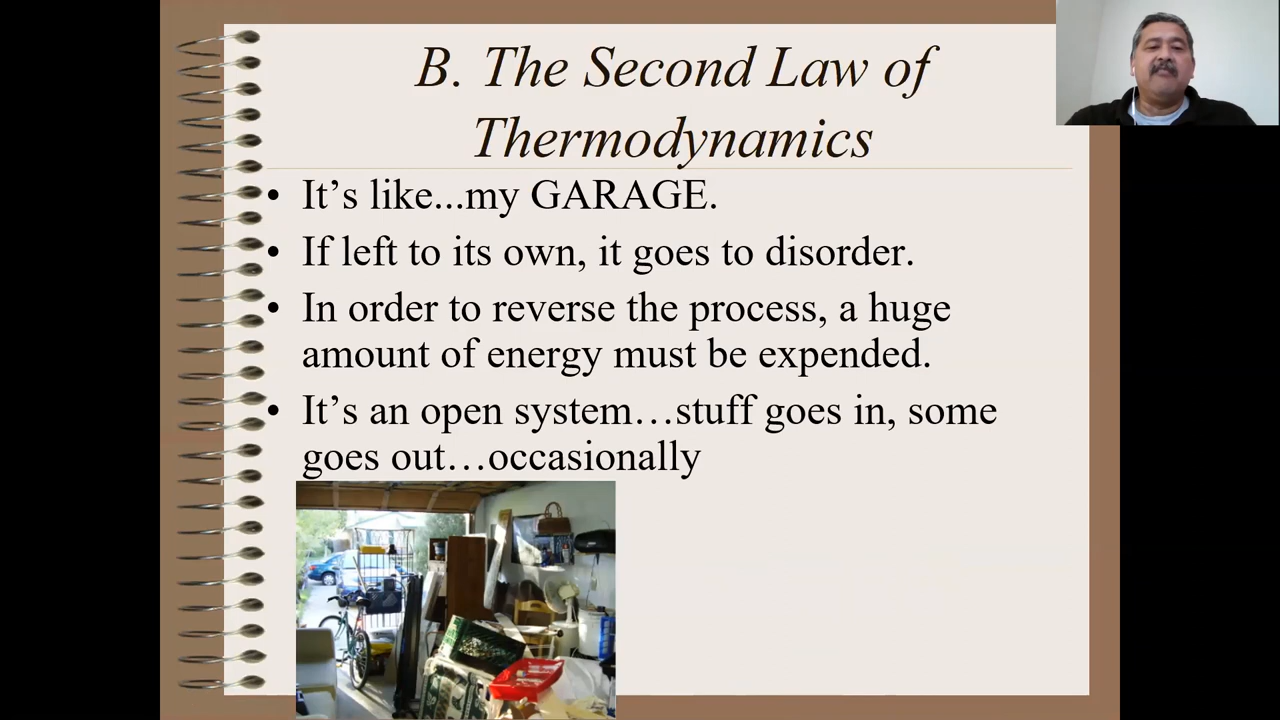 B. The Second Law of
Thermodynamics
• It’s like...my GARAGE.
• If left to its own, it goes to disorder.
• In order to reverse the process, a huge
amount of energy must be expended.
• It’s an open system…stuff goes in, some
goes out…occasionally